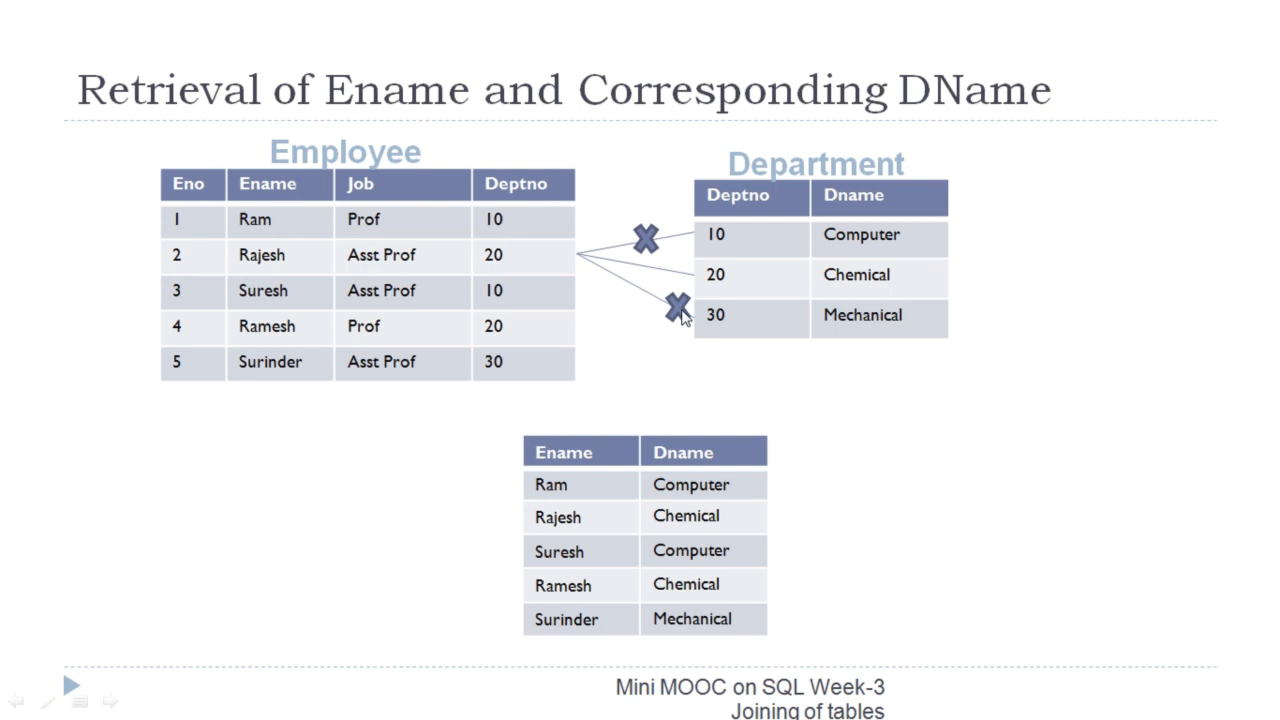 Retrieval of Ename and Corresponding DName
Employee
Eno Ename Job Deptno
1 Ram Prof 10
2 Rajesh Asst Prof 20
3 Suresh Asst Prof 10
4 Ramesh Prof 20
5 Surinder Asst Prof 30
Department
Deptno Dname
10 Computer
20 Chemical
30 Mechanical
Ename Dname
Ram Computer
Rajesh Chemical
Suresh Computer
Ramesh Chemical
Surinder Mechanical
Mini MOOC on SQL Week-3
Joining of tables